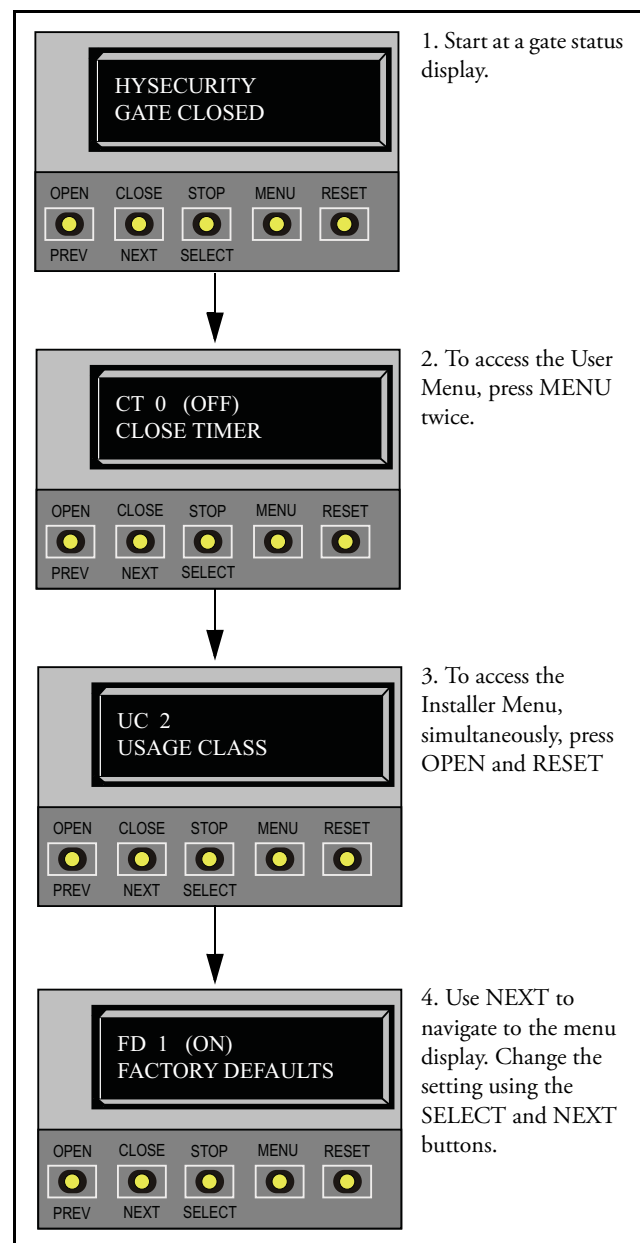 HYSECURITY
GATE CLOSED
OPEN CLOSE STOP MENU RESET
PREV NEXT SELECT
1. Start at a gate status
display.
CT 0 (OFF)
CLOSE TIMER
OPEN CLOSE STOP MENU RESET
PREV NEXT SELECT
2. To access the User
Menu, press MENU
twice.
UC 2
USAGE CLASS
OPEN CLOSE STOP MENU RESET
PREV NEXT SELECT
3. To access the
Installer Menu,
simultaneously, press
OPEN and RESET
FD 1 (ON)
FACTORY DEFAULTS
OPEN CLOSE STOP MENU RESET
PREV NEXT SELECT
4. Use NEXT to
navigate to the menu
display. Change the
setting using the
SELECT and NEXT
buttons.